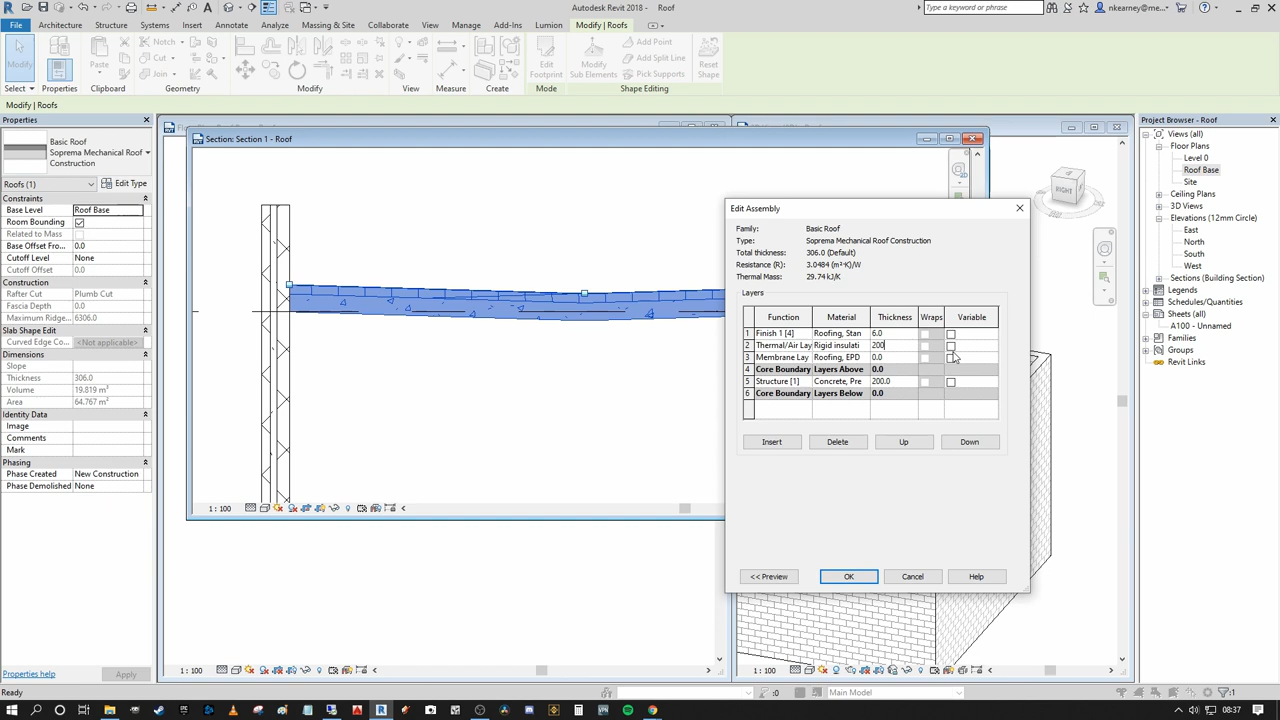 Autodesk Revit 2018 - Roof
Type a keyword or phrase
nkearney@me...
File Architecture Structure Systems Insert Annotate Analyze Massing & Site Collaborate View Manage Add-Ins Lumion Modify | Roofs
Modify
Paste
Notch
Cut
Join
Edit Footprint
Modify Sub Elements
Add Point
Add Split Line
Pick Supports
Reset Shape
Select Properties Clipboard Geometry Modify View Measure Create Mode Shape Editing
Modify | Roofs
Properties
Basic Roof
Soprema Mechanical Roof Construction
Roofs (1) Edit Type
Constraints
Base Level Roof Base
Room Bounding
Related to Mass
Base Offset Fro... 0.0
Cutoff Level None
Cutoff Offset 0.0
Construction
Rafter Cut Plumb Cut
Fascia Depth 0.0
Maximum Ridge... 6306.0
Slab Shape Edit
Curved Edge Co...
Dimensions
Slope
Thickness 306.0
Volume 19.819 m³
Area 64.767 m²
Identity Data
Image
Comments
Mark
Phasing
Phase Created New Construction
Phase Demolished None
Properties help Apply
Section: Section 1 - Roof
1 : 100
1 : 100
1 : 100
RIGHT
Edit Assembly
Family: Basic Roof
Type: Soprema Mechanical Roof Construction
Total thickness: 306.0 (Default)
Resistance (R): 3.0484 (m²·K)/W
Thermal Mass: 29.74 kJ/K
Layers
Function Material Thickness Wraps Variable
1 Finish 1 [4] Roofing, Stan 6.0
2 Thermal/Air Lay Rigid insulati 200
3 Membrane Lay Roofing, EPD 0.0
4 Core Boundary Layers Above 0.0
5 Structure [1] Concrete, Pre 200.0
6 Core Boundary Layers Below 0.0
Insert Delete Up Down
<< Preview OK Cancel Help
Project Browser - Roof
Views (all)
Floor Plans
Level 0
Roof Base
Site
Ceiling Plans
3D Views
Elevations (12mm Circle)
East
North
South
West
Sections (Building Section)
Legends
Schedules/Quantities
Sheets (all)
A100 - Unnamed
Families
Groups
Revit Links
Ready
:0
Main Model
:1
08:37